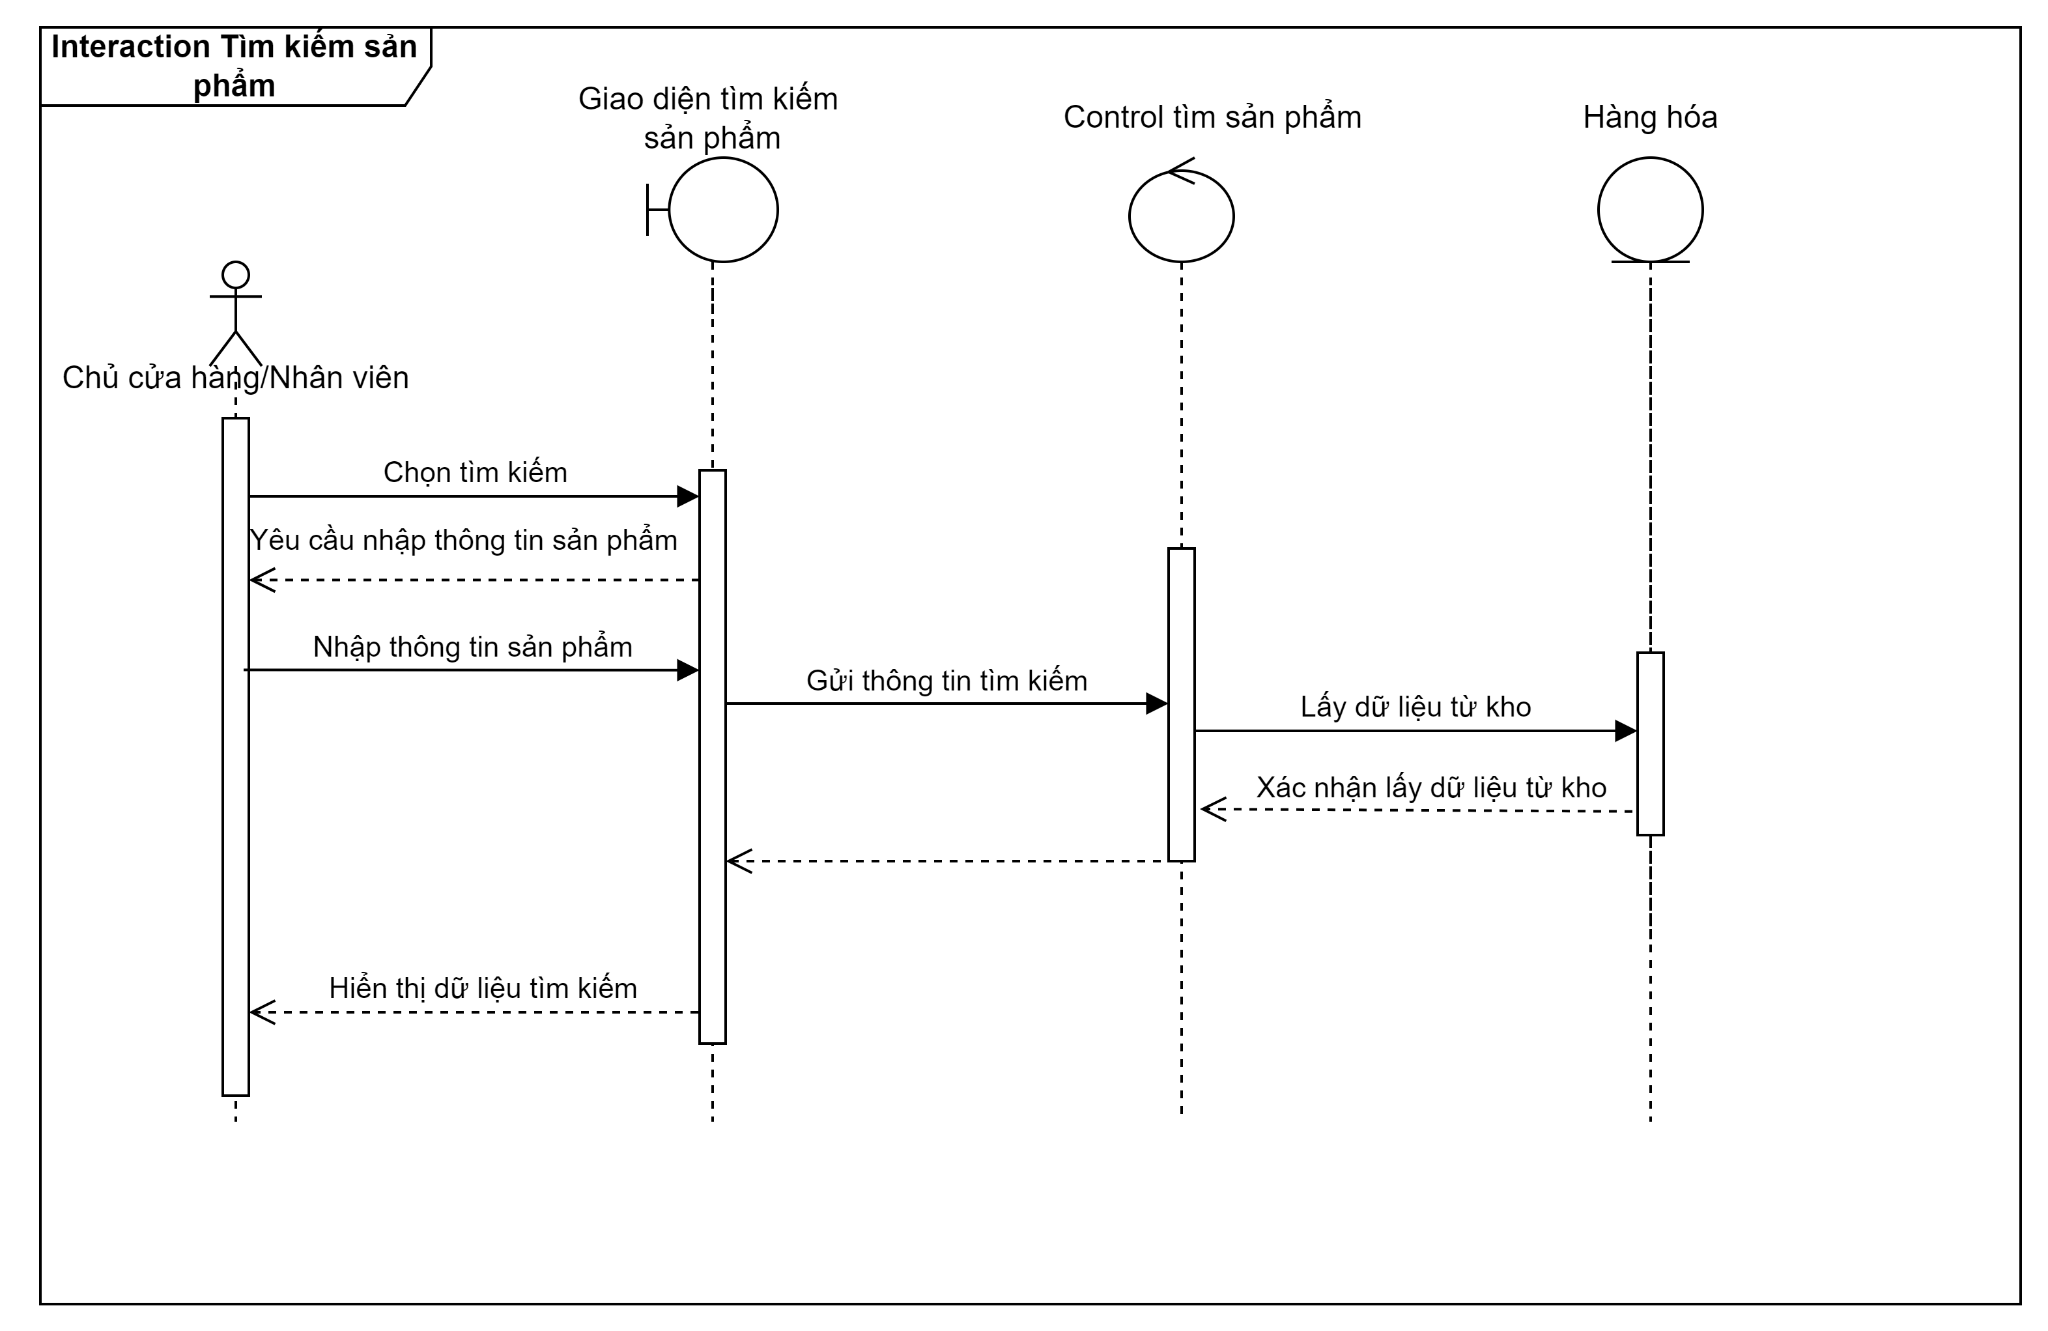 Interaction Tìm kiếm sản
phẩm
Giao diện tìm kiếm
sản phẩm
Control tìm sản phẩm
Hàng hóa
Chủ cửa hàng/Nhân viên
Chọn tìm kiếm
Yêu cầu nhập thông tin sản phẩm
Nhập thông tin sản phẩm
Gửi thông tin tìm kiếm
Lấy dữ liệu từ kho
Xác nhận lấy dữ liệu từ kho
Hiển thị dữ liệu tìm kiếm